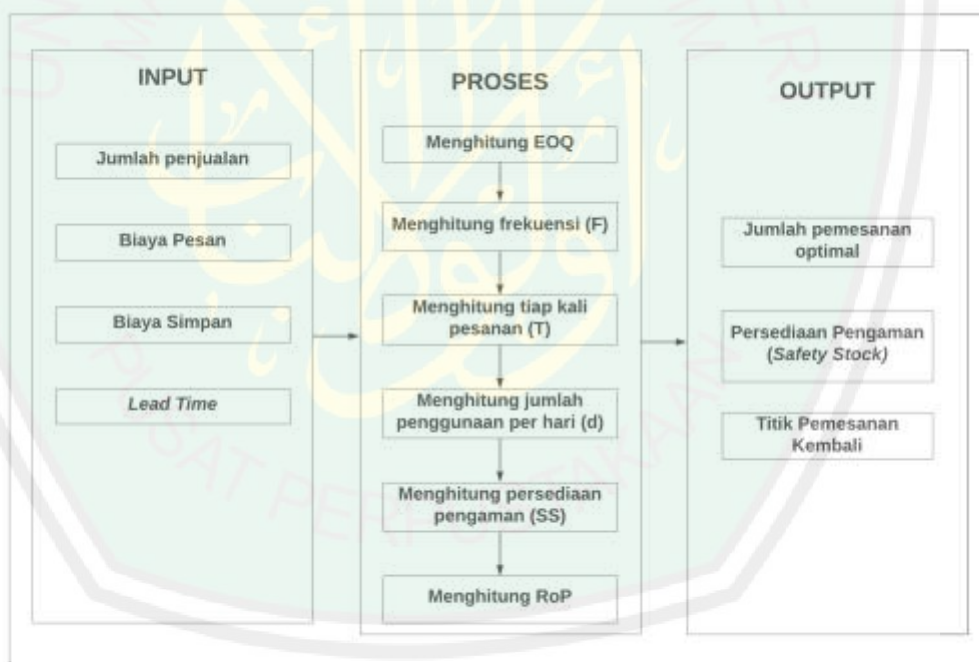 INPUT
Jumlah penjualan
Biaya Pesan
Biaya Simpan
Lead Time
PROSES
Menghitung EOQ
Menghitung frekuensi (F)
Menghitung tiap kali
pesanan (T)
Menghitung jumlah
penggunaan per hari (d)
Menghitung persediaan
pengaman (SS)
Menghitung RoP
OUTPUT
Jumlah pemesanan
optimal
Persediaan Pengaman
(Safety Stock)
Titik Pemesanan
Kembali
PUSAT PERPUSTAKAAN